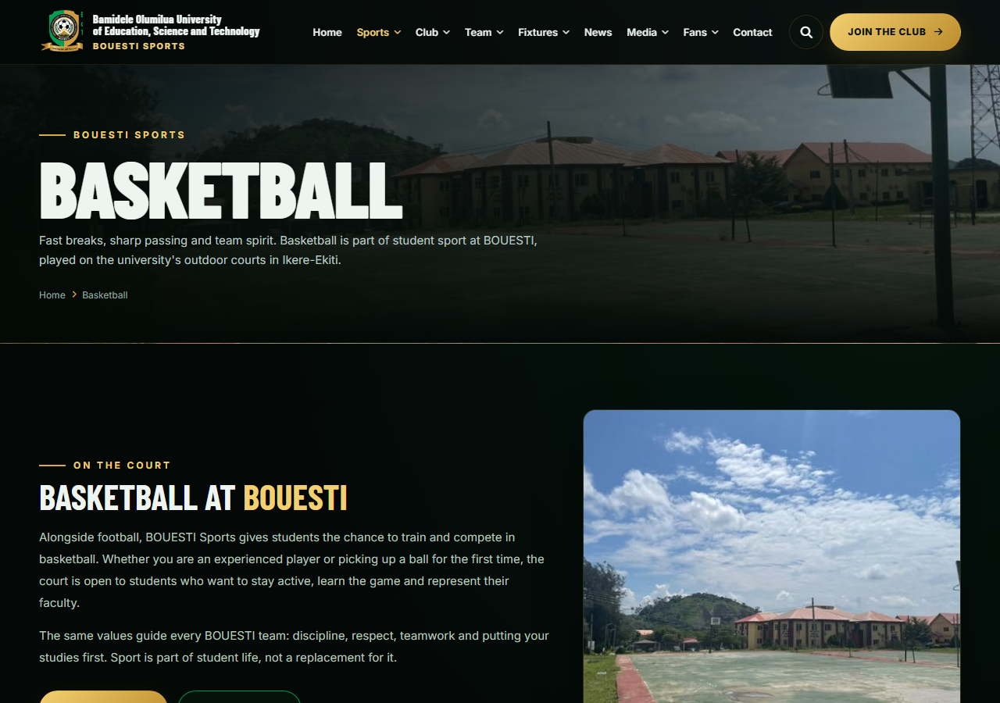 Bamidele Olumilua University
of Education, Science and Technology
BOUESTI SPORTS
Home
Sports
Club
Team
Fixtures
News
Media
Fans
Contact
JOIN THE CLUB
BOUESTI SPORTS
BASKETBALL
Fast breaks, sharp passing and team spirit. Basketball is part of student sport at BOUESTI,
played on the university's outdoor courts in Ikere-Ekiti.
Home
Basketball
ON THE COURT
BASKETBALL AT BOUESTI
Alongside football, BOUESTI Sports gives students the chance to train and compete in
basketball. Whether you are an experienced player or picking up a ball for the first time, the
court is open to students who want to stay active, learn the game and represent their
faculty.
The same values guide every BOUESTI team: discipline, respect, teamwork and putting your
studies first. Sport is part of student life, not a replacement for it.